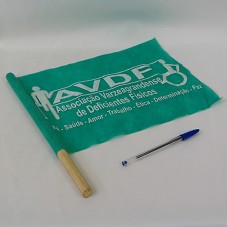 AVDF
Associação Varzeagrandense
de Deficientes Físicos
Saúde - Amor - Trabalho - Ética - Determinação - Paz